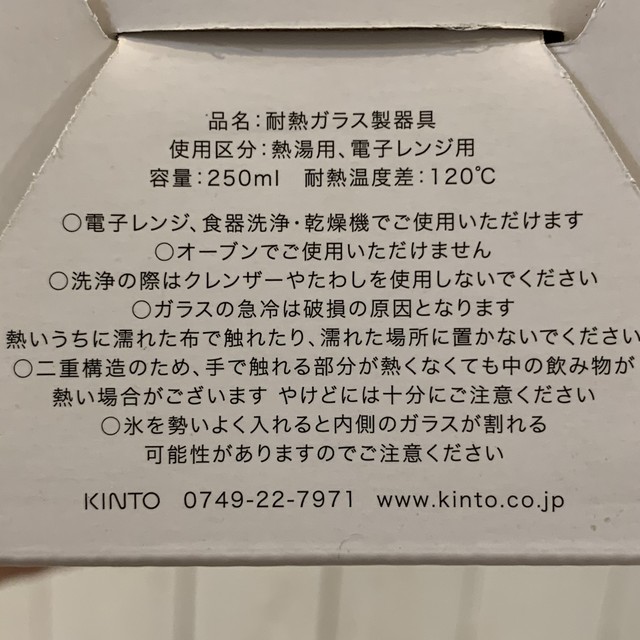 品名：耐熱ガラス製器具
使用区分：熱湯用、電子レンジ用
容量：250ml 耐熱温度差：120℃
○電子レンジ、食器洗浄・乾燥機でご使用いただけます
○オーブンでご使用いただけません
○洗浄の際はクレンザーやたわしを使用しないでください
○ガラスの急冷は破損の原因となります
熱いうちに濡れた布で触れたり、濡れた場所に置かないでください
○二重構造のため、手で触れる部分が熱くなくても中の飲み物が
熱い場合がございます やけどには十分にご注意ください
○氷を勢いよく入れると内側のガラスが割れる
可能性がありますのでご注意ください
KINTO 0749-22-7971 www.kinto.co.jp